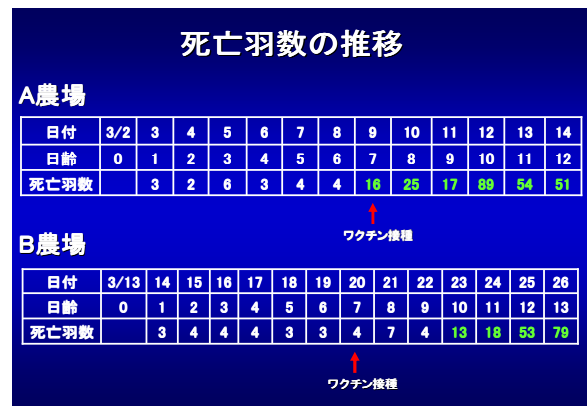 死亡羽数の推移
A農場
日付 3/2 3 4 5 6 7 8 9 10 11 12 13 14
日齢 0 1 2 3 4 5 6 7 8 9 10 11 12
死亡羽数 3 2 6 3 4 4 16 25 17 89 54 51
ワクチン接種
B農場
日付 3/13 14 15 16 17 18 19 20 21 22 23 24 25 26
日齢 0 1 2 3 4 5 6 7 8 9 10 11 12 13
死亡羽数 3 4 4 4 3 3 4 7 4 13 18 53 79
ワクチン接種